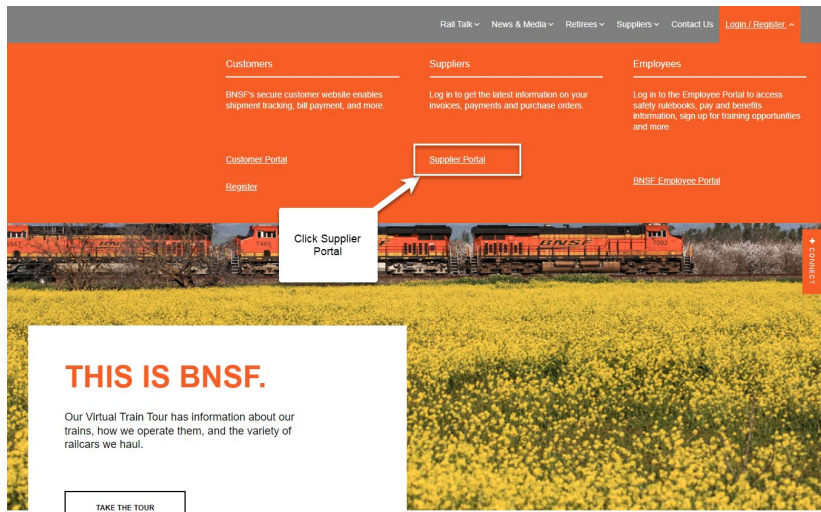 Rail Talk News & Media Retirees Suppliers Contact Us Login / Register
Customers
BNSF's secure customer website enables
shipment tracking, bill payment, and more.
Customer Portal
Register
Suppliers
Log in to get the latest information on your
invoices, payments and purchase orders.
Supplier Portal
Employees
Log in to the Employee Portal to access
safety rulebooks, pay and benefits
information, sign up for training opportunities
and more.
BNSF Employee Portal
Click Supplier
Portal
BNSF
7465
BNSF
7092
+ CONNECT
THIS IS BNSF.
Our Virtual Train Tour has information about our
trains, how we operate them, and the variety of
railcars we haul.
TAKE THE TOUR